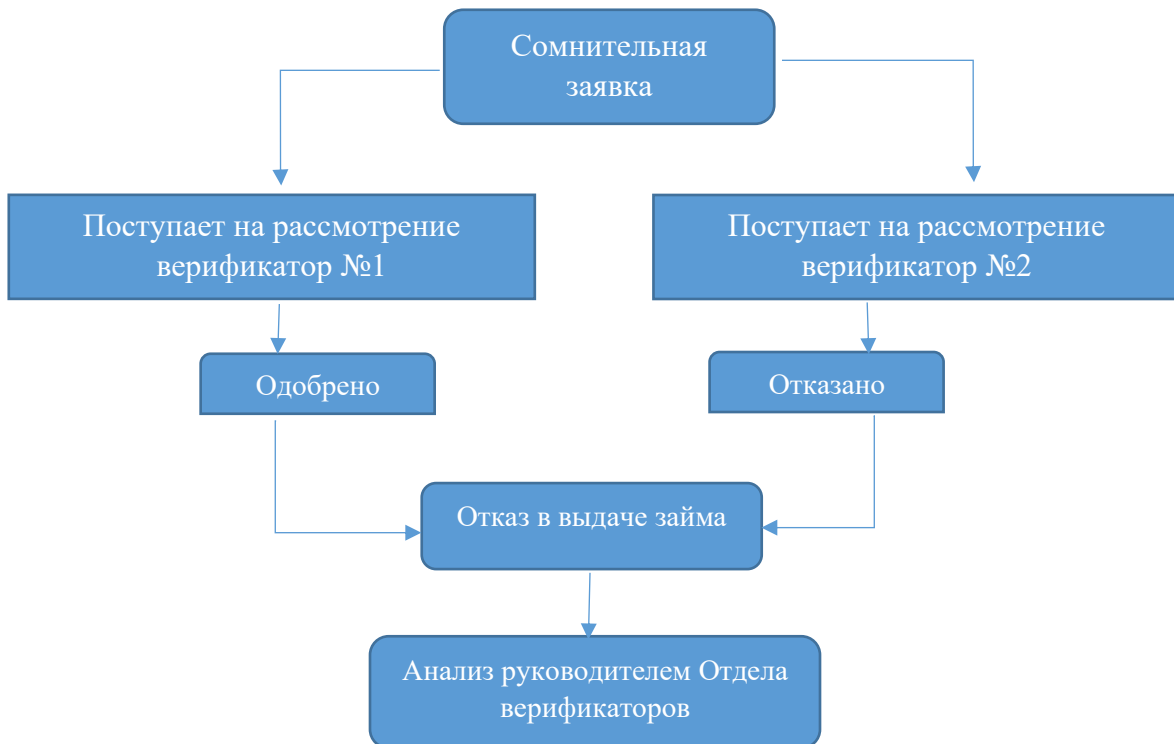 Сомнительная
заявка
Поступает на рассмотрение
верификатор №1
Поступает на рассмотрение
верификатор №2
Одобрено
Отказано
Отказ в выдаче займа
Анализ руководителем Отдела
верификаторов